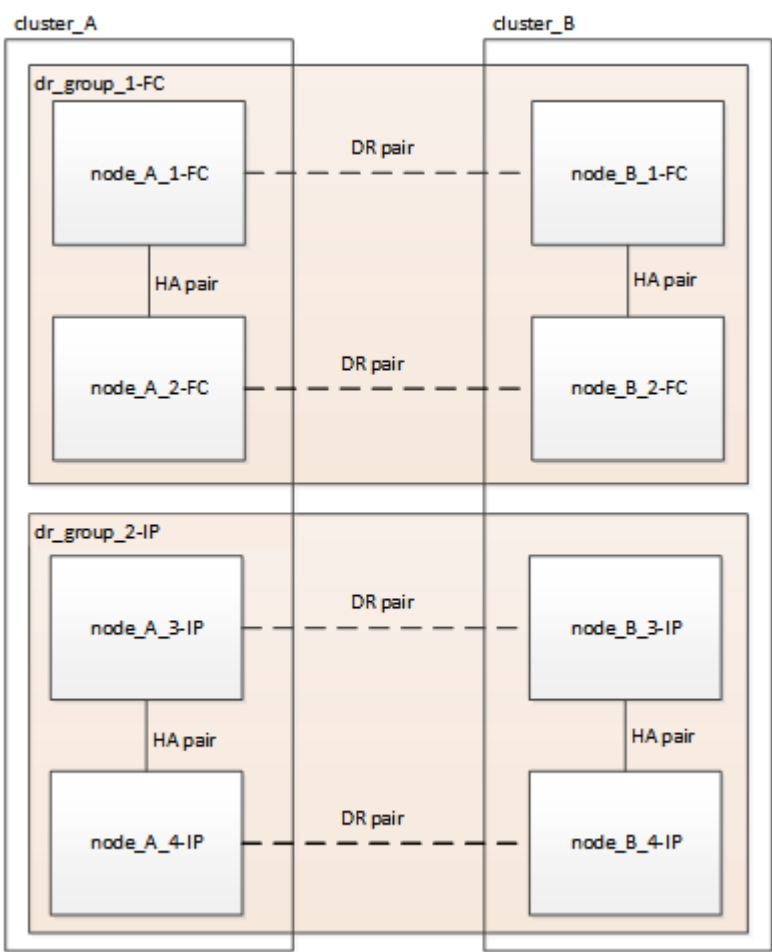 cluster_A
cluster_B
dr_group_1-FC
node_A_1-FC
DR pair
node_B_1-FC
HA pair
HA pair
node_A_2-FC
DR pair
node_B_2-FC
dr_group_2-IP
node_A_3-IP
DR pair
node_B_3-IP
HA pair
HA pair
node_A_4-IP
DR pair
node_B_4-IP